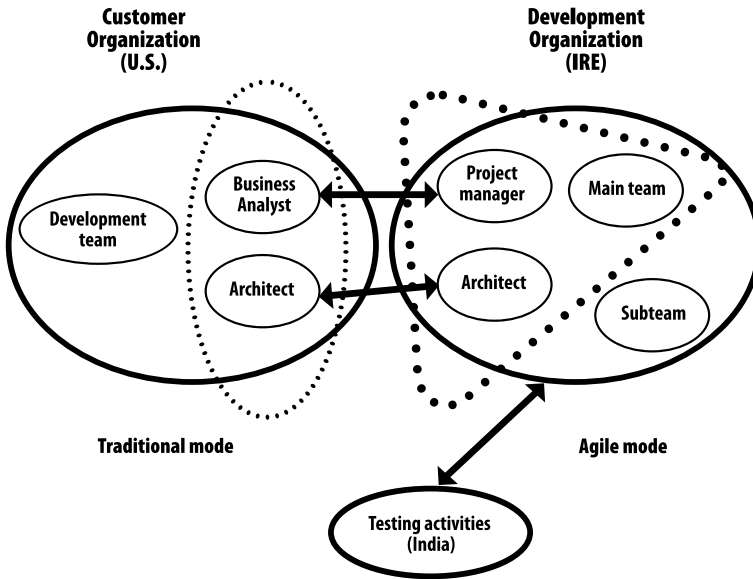 Customer
Organization
(U.S.)
Development
Organization
(IRE)
Business
Analyst
Project
manager
Main team
Development
team
Architect
Architect
Subteam
Traditional mode
Agile mode
Testing activities
(India)